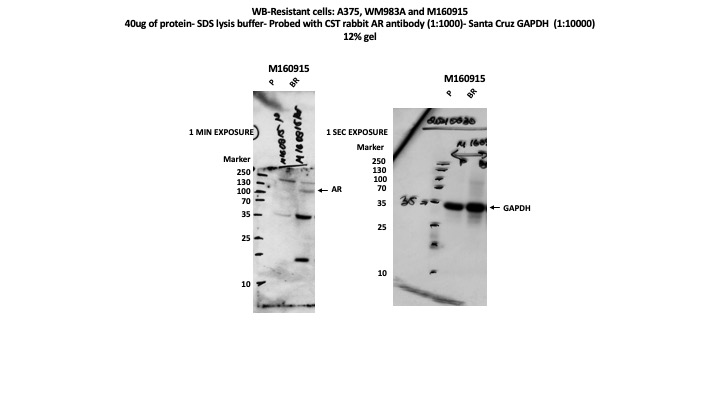 WB-Resistant cells: A375, WM983A and M160915
40ug of protein- SDS lysis buffer- Probed with CST rabbit AR antibody (1:1000)- Santa Cruz GAPDH (1:10000)
12% gel
M160915
P BR
1 MIN EXPOSURE
Marker
250
130
100
70
35
25
10
AR
M160915
P BR
1 SEC EXPOSURE
Marker
250
130
100
70
35
25
10
35
GAPDH